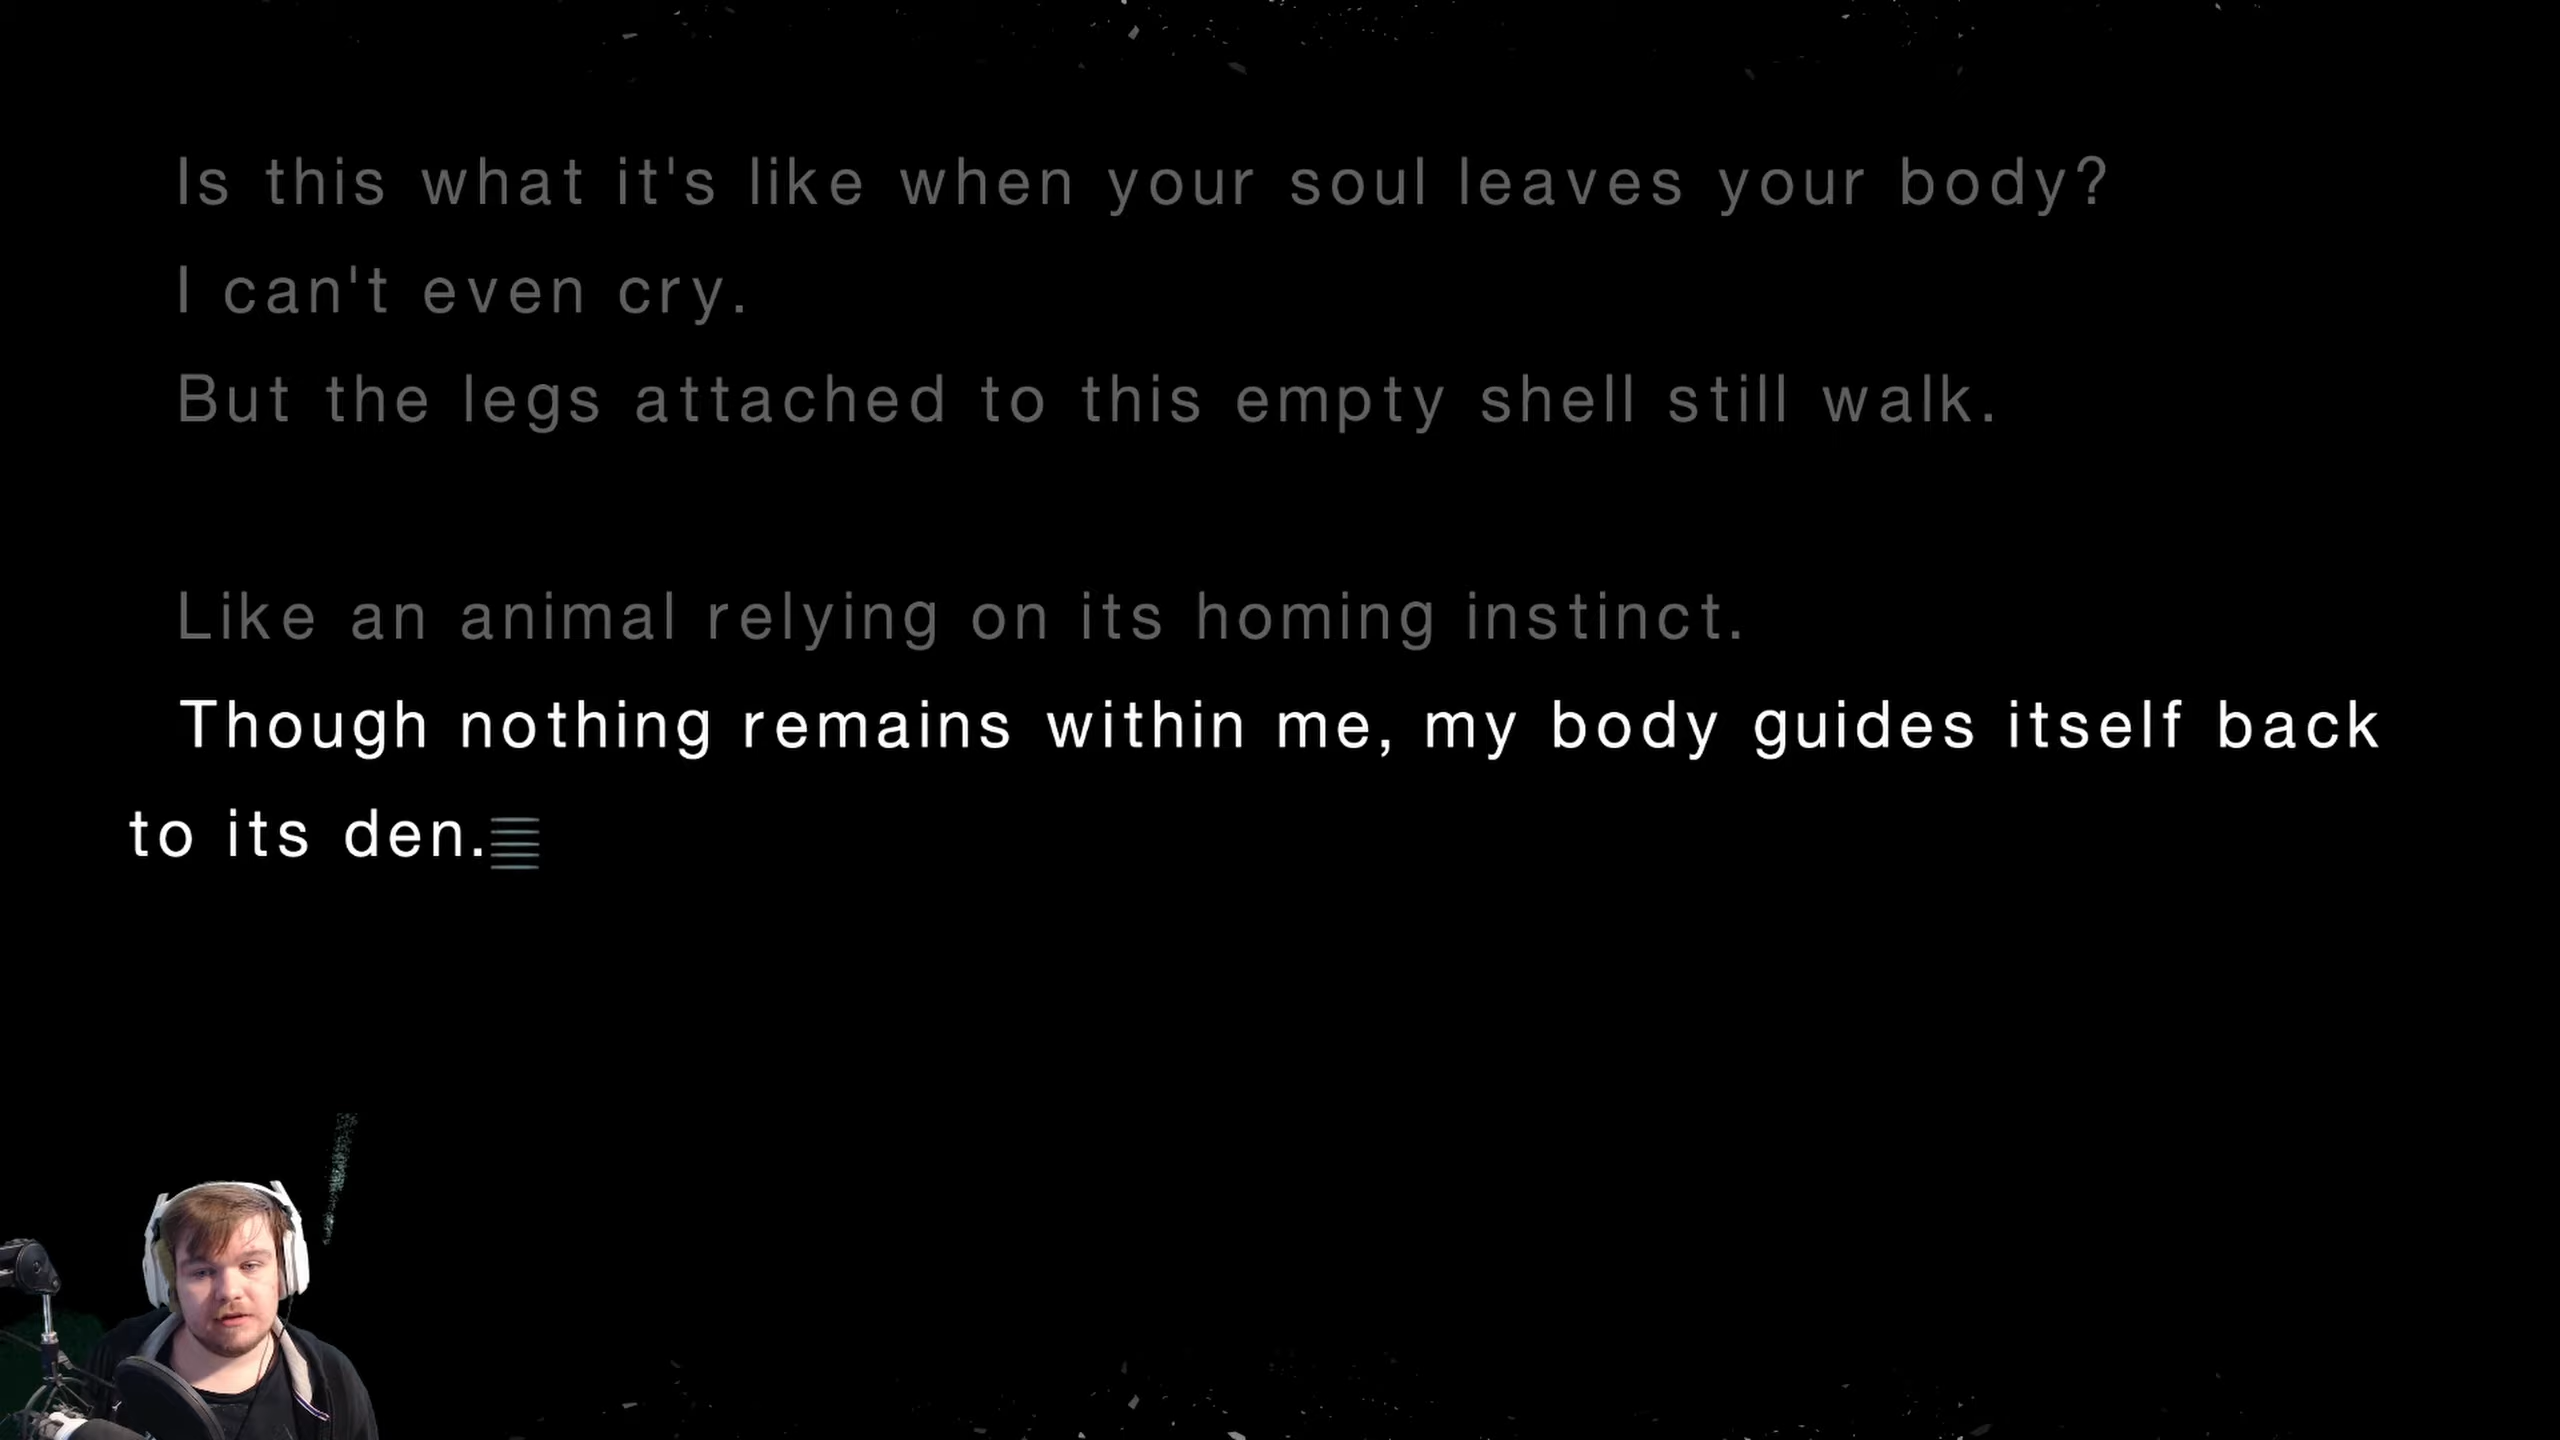 Is this what it's like when your soul leaves your body?
I can't even cry.
But the legs attached to this empty shell still walk.
Like an animal relying on its homing instinct.
Though nothing remains within me, my body guides itself back
to its den.